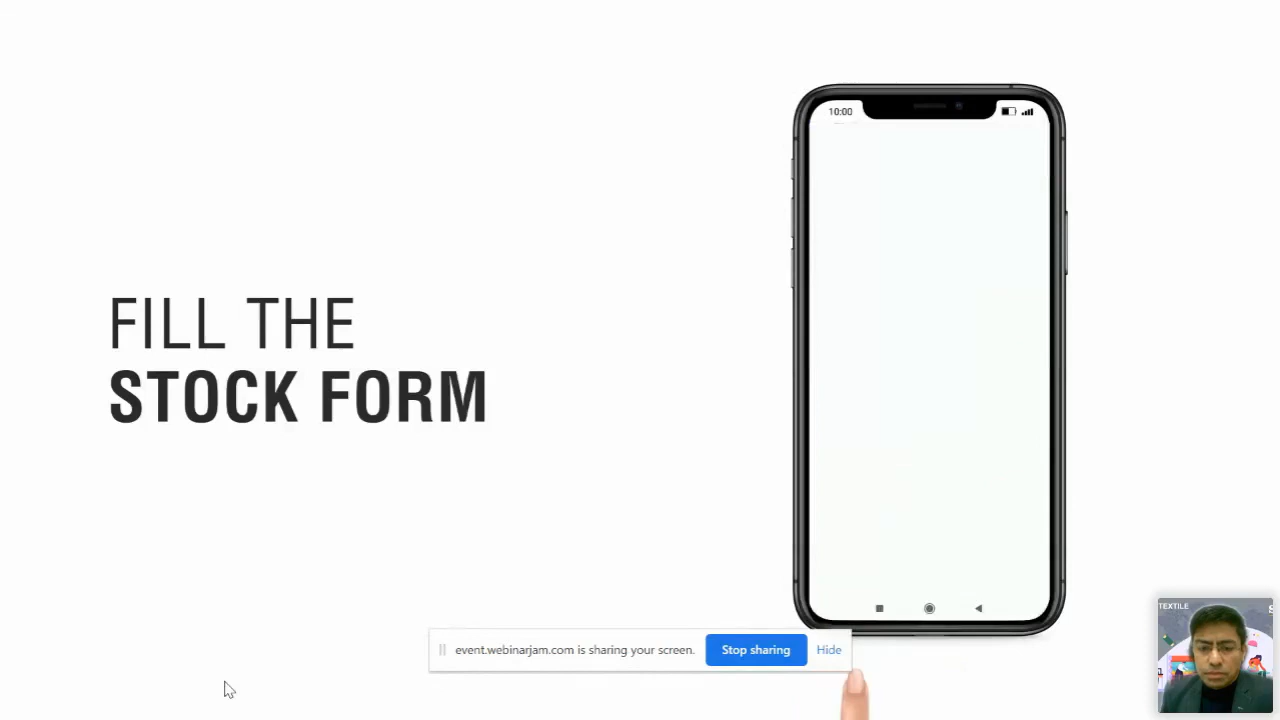 10:00
FILL THE
STOCK FORM
event.webinarjam.com is sharing your screen. Stop sharing Hide
TEXTILE